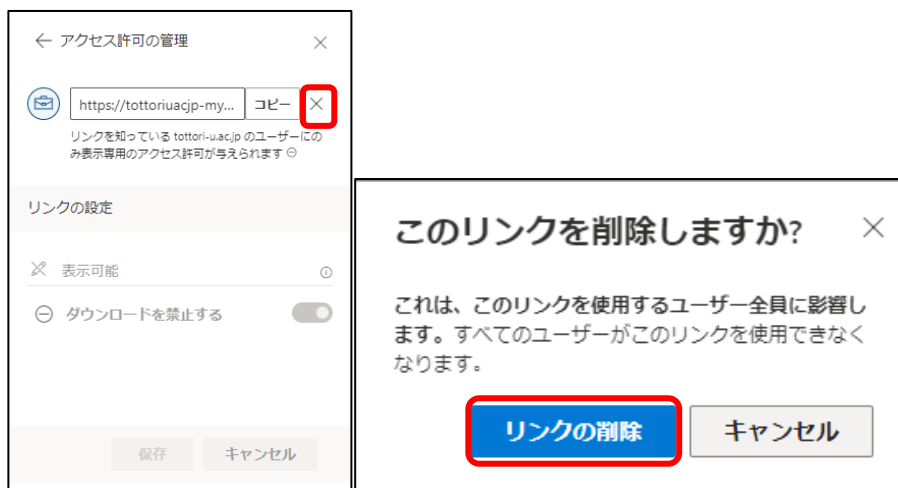 アクセス許可の管理
https://tottoriuacjp-my...
コピー
リンクを知っている tottori-u.ac.jp のユーザーにの
み表示専用のアクセス許可が与えられます
リンクの設定
表示可能
ダウンロードを禁止する
保存
キャンセル
このリンクを削除しますか?
これは、このリンクを使用するユーザー全員に影響し
ます。すべてのユーザーがこのリンクを使用できなく
なります。
リンクの削除
キャンセル